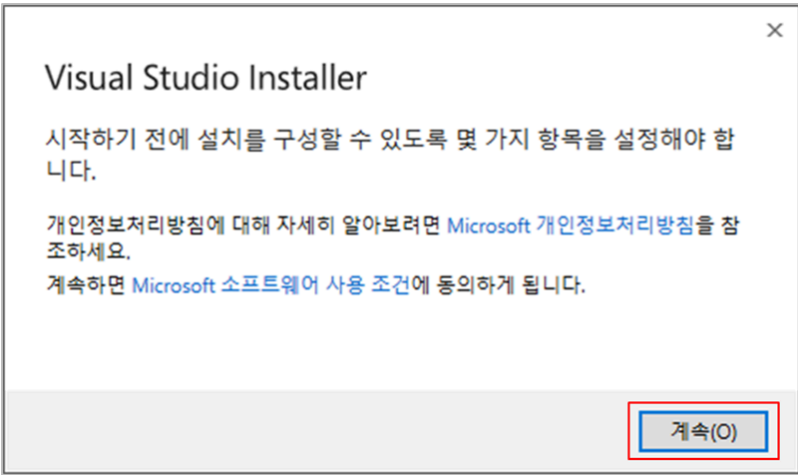 Visual Studio Installer
시작하기 전에 설치를 구성할 수 있도록 몇 가지 항목을 설정해야 합
니다.
개인정보처리방침에 대해 자세히 알아보려면 Microsoft 개인정보처리방침을 참
조하세요.
계속하면 Microsoft 소프트웨어 사용 조건에 동의하게 됩니다.
계속(O)